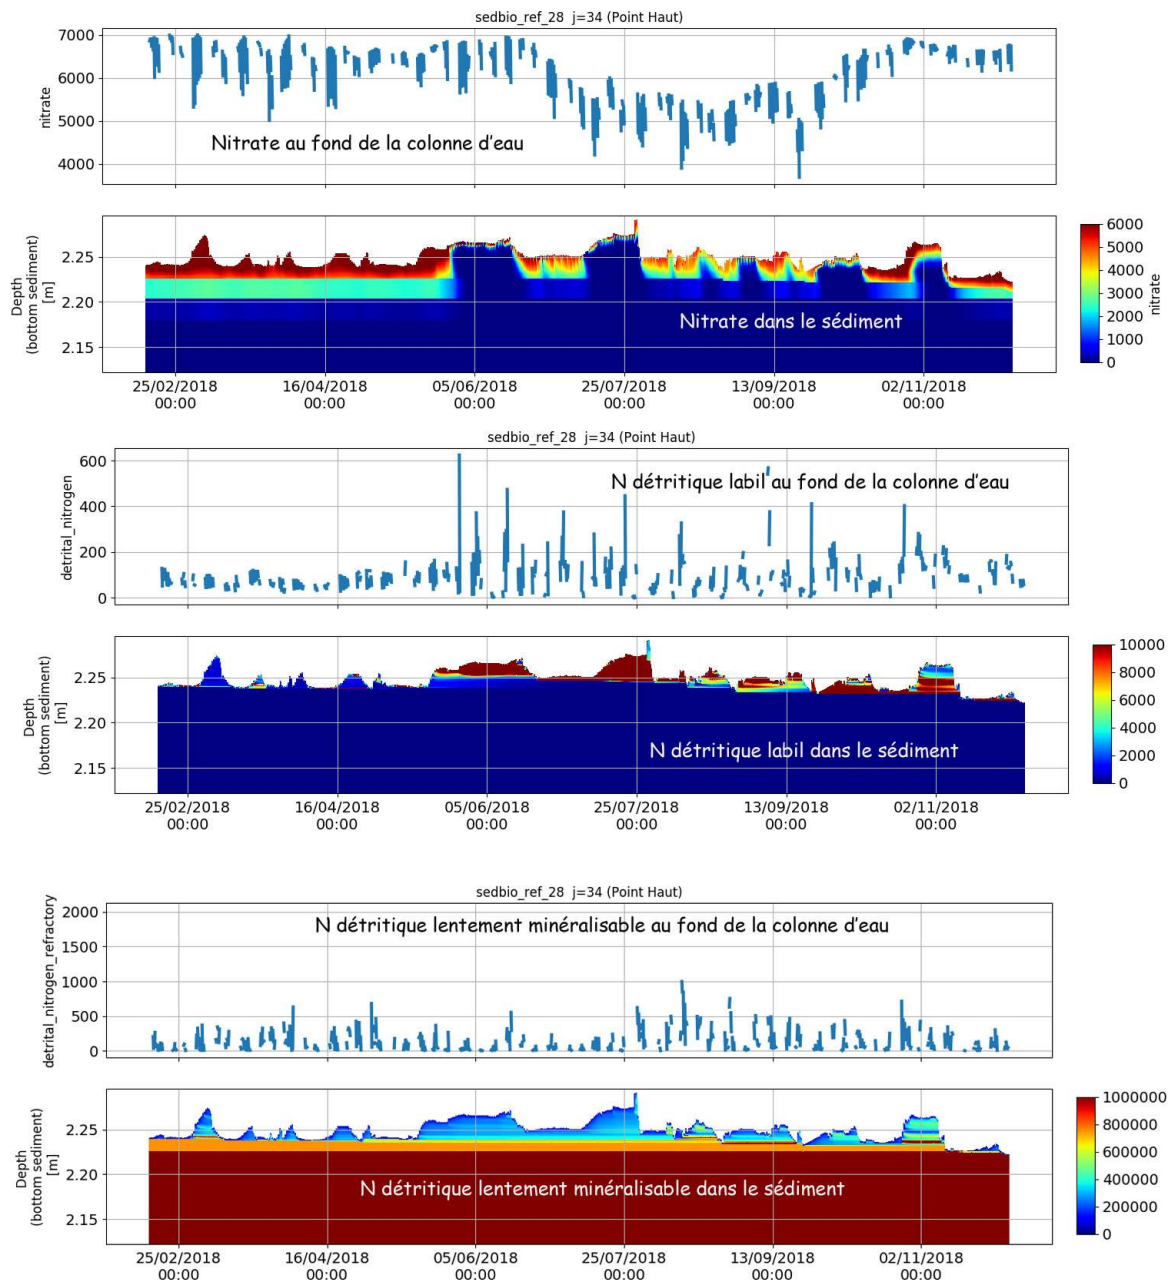 sedbio_ref_28 j=34 (Point Haut)
7000
6000
5000
4000
nitrate
Nitrate au fond de la colonne d'eau
2.25
2.20
2.15
Depth
(bottom sediment)
[m]
Nitrate dans le sédiment
6000
5000
4000
3000
2000
1000
0
nitrate
25/02/2018 16/04/2018 05/06/2018 25/07/2018 13/09/2018 02/11/2018
00:00 00:00 00:00 00:00 00:00 00:00
sedbio_ref_28 j=34 (Point Haut)
600
400
200
0
detrital_nitrogen
N détritique labil au fond de la colonne d'eau
2.25
2.20
2.15
Depth
(bottom sediment)
[m]
N détritique labil dans le sédiment
10000
8000
6000
4000
2000
0
25/02/2018 16/04/2018 05/06/2018 25/07/2018 13/09/2018 02/11/2018
00:00 00:00 00:00 00:00 00:00 00:00
sedbio_ref_28 j=34 (Point Haut)
2000
1500
1000
500
0
detrital_nitrogen_refractory
N détritique lentement minéralisable au fond de la colonne d'eau
2.25
2.20
2.15
Depth
(bottom sediment)
[m]
N détritique lentement minéralisable dans le sédiment
1000000
800000
600000
400000
200000
0
25/02/2018 16/04/2018 05/06/2018 25/07/2018 13/09/2018 02/11/2018
00:00 00:00 00:00 00:00 00:00 00:00